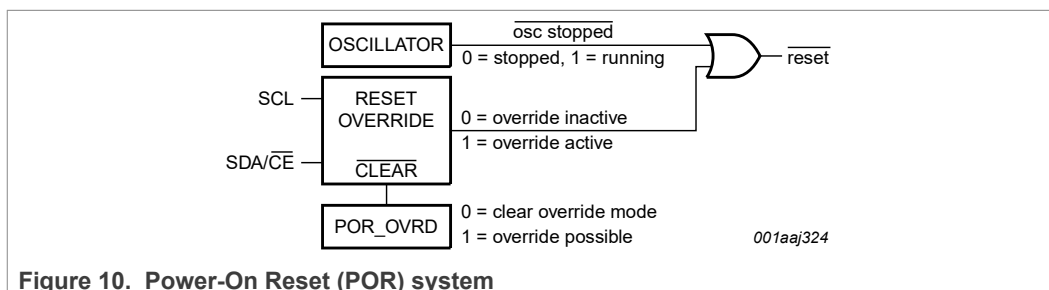 OSCILLATOR
osc stopped
0 = stopped, 1 = running
reset
SCL
RESET
OVERRIDE
0 = override inactive
1 = override active
SDA/CE
CLEAR
POR_OVRD
0 = clear override mode
1 = override possible
001aaj324
Figure 10. Power-On Reset (POR) system